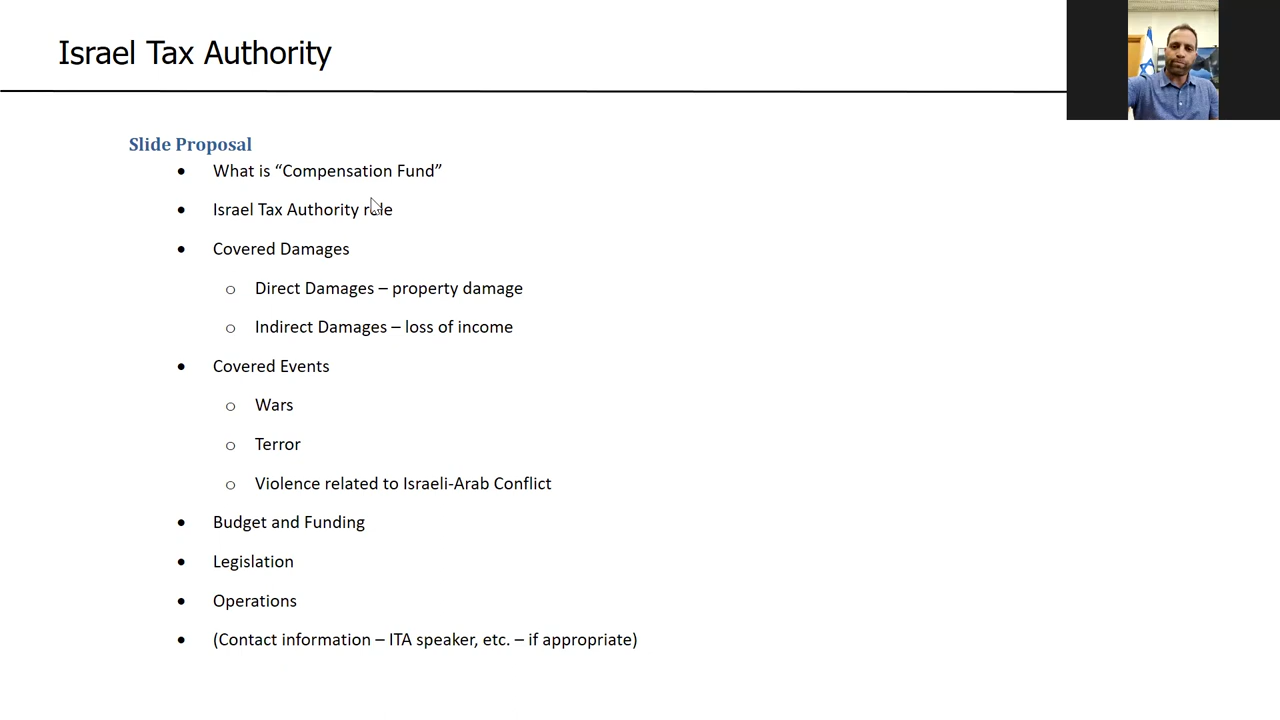 Israel Tax Authority
Slide Proposal
• What is “Compensation Fund”
• Israel Tax Authority role
• Covered Damages
o Direct Damages – property damage
o Indirect Damages – loss of income
• Covered Events
o Wars
o Terror
o Violence related to Israeli-Arab Conflict
• Budget and Funding
• Legislation
• Operations
• (Contact information – ITA speaker, etc. – if appropriate)